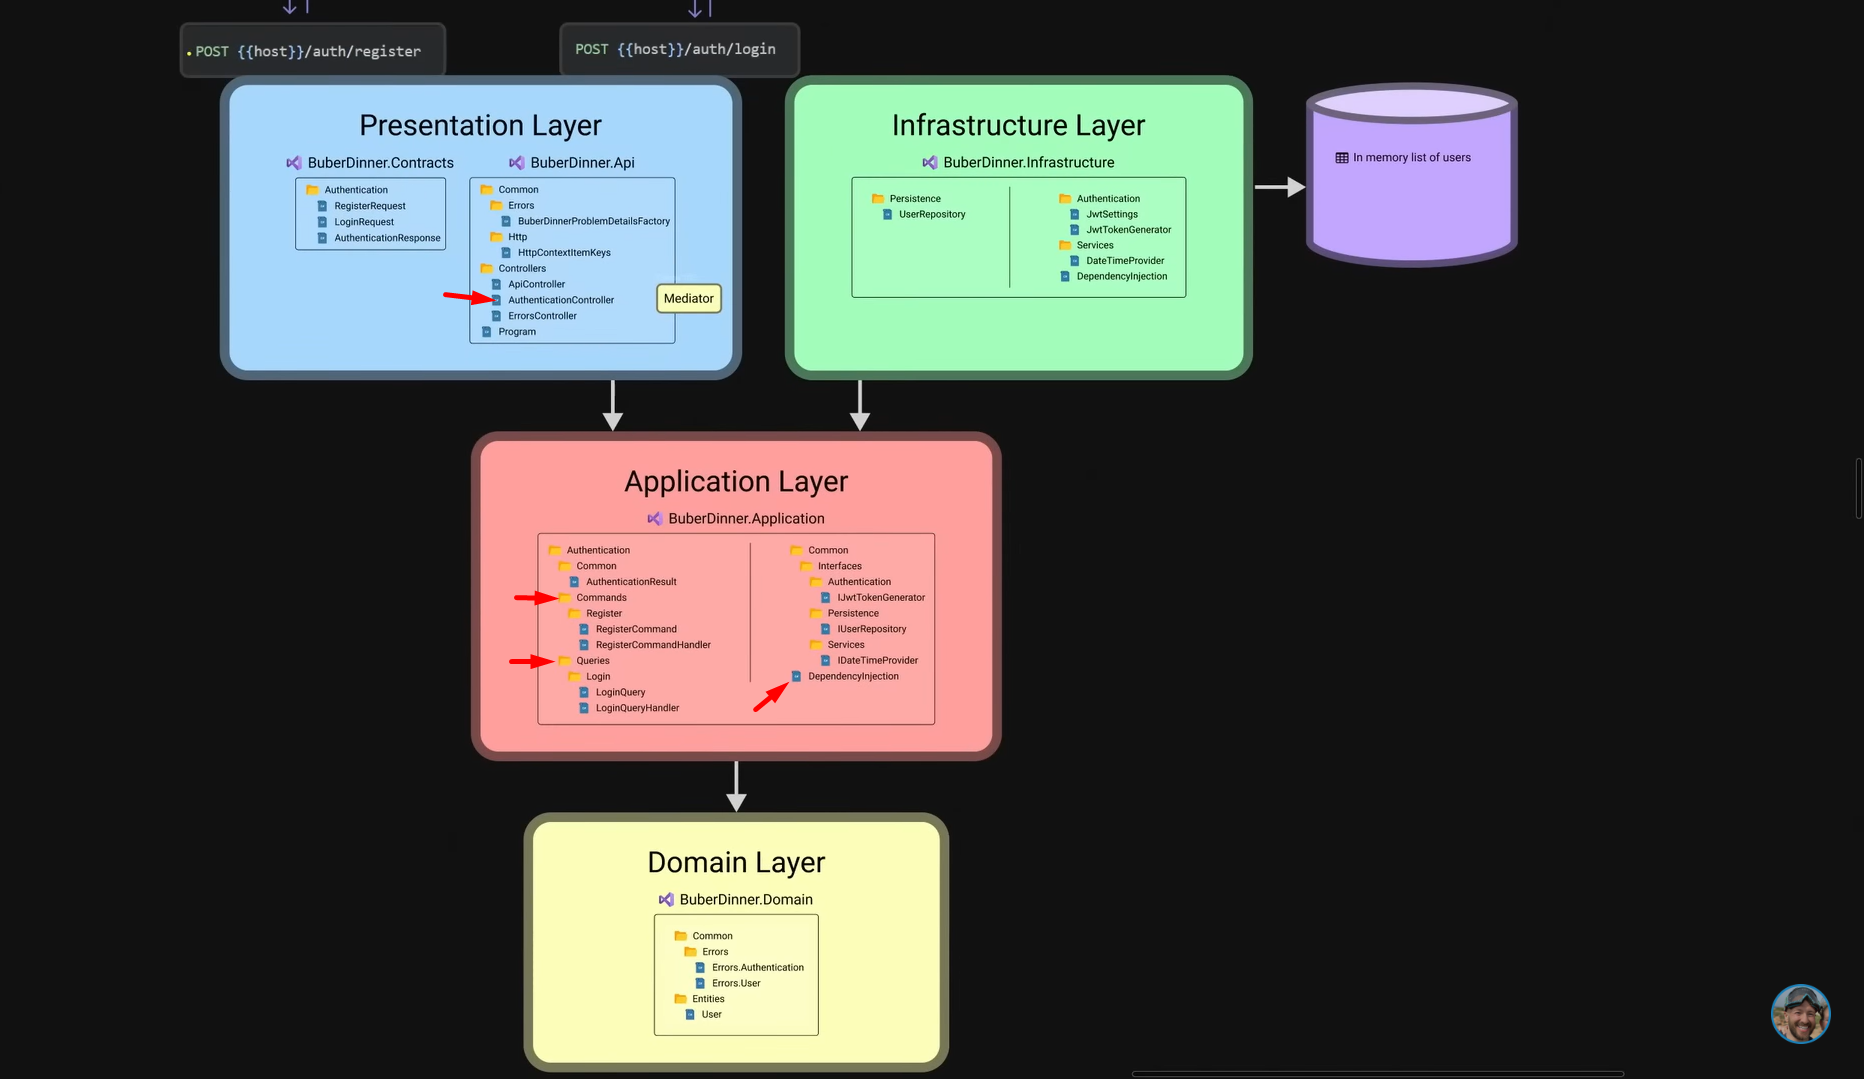 POST {{host}}/auth/register
POST {{host}}/auth/login
Presentation Layer
BuberDinner.Contracts
Authentication
RegisterRequest
LoginRequest
AuthenticationResponse
BuberDinner.Api
Common
Errors
BuberDinnerProblemDetailsFactory
Http
HttpContextItemKeys
Controllers
ApiController
AuthenticationController
ErrorsController
Program
Mediator
Infrastructure Layer
BuberDinner.Infrastructure
Persistence
UserRepository
Authentication
JwtSettings
JwtTokenGenerator
Services
DateTimeProvider
DependencyInjection
In memory list of users
Application Layer
BuberDinner.Application
Authentication
Common
AuthenticationResult
Commands
Register
RegisterCommand
RegisterCommandHandler
Queries
Login
LoginQuery
LoginQueryHandler
Common
Interfaces
Authentication
IJwtTokenGenerator
Persistence
IUserRepository
Services
IDateTimeProvider
DependencyInjection
Domain Layer
BuberDinner.Domain
Common
Errors
Errors.Authentication
Errors.User
Entities
User